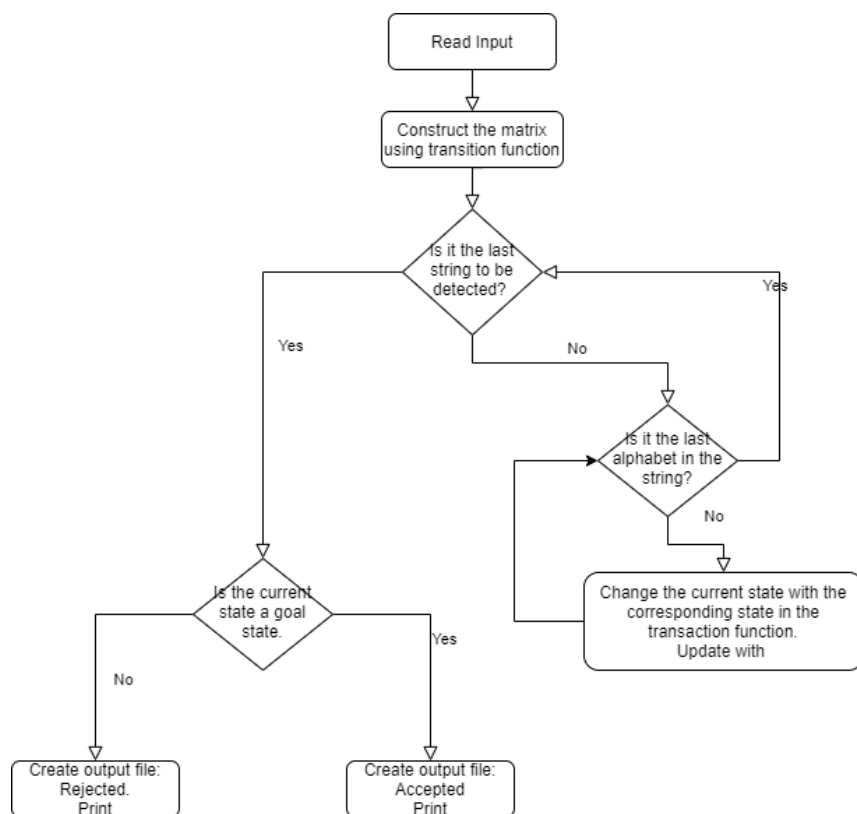 Read Input
Construct the matrix
using transition function
Is it the last
string to be
detected?
Yes
Yes
No
Is it the last
alphabet in the
string?
No
Change the current state with the
corresponding state in the
transaction function.
Update with
Is the current
state a goal
state.
Yes
No
Create output file:
Rejected.
Print
Create output file:
Accepted
Print